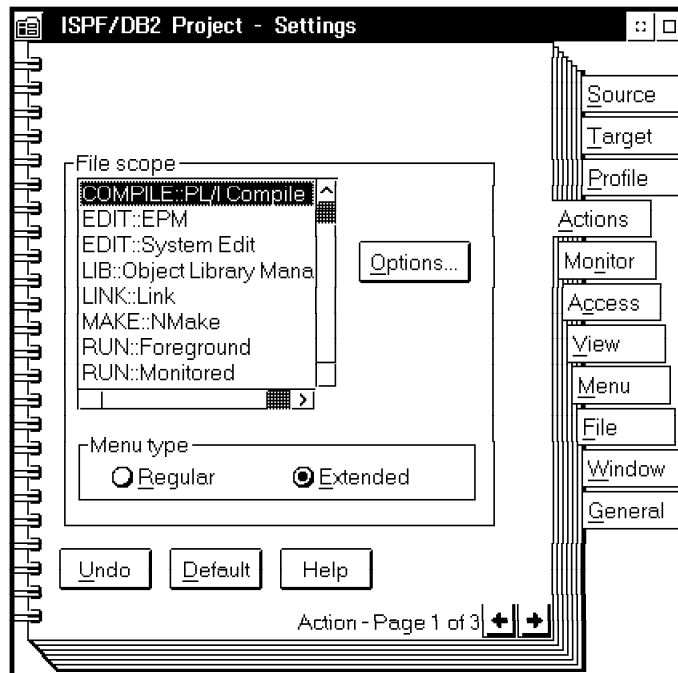 ISPF/DB2 Project - Settings
Source
Target
Profile
Actions
Monitor
Access
View
Menu
File
Window
General
File scope
COMPILE::PL/I Compile
EDIT::EPM
EDIT::System Edit
LIB::Object Library Mana
LINK::Link
MAKE::NMake
RUN::Foreground
RUN::Monitored
Options...
Menu type
Regular Extended
Undo Default Help
Action - Page 1 of 3